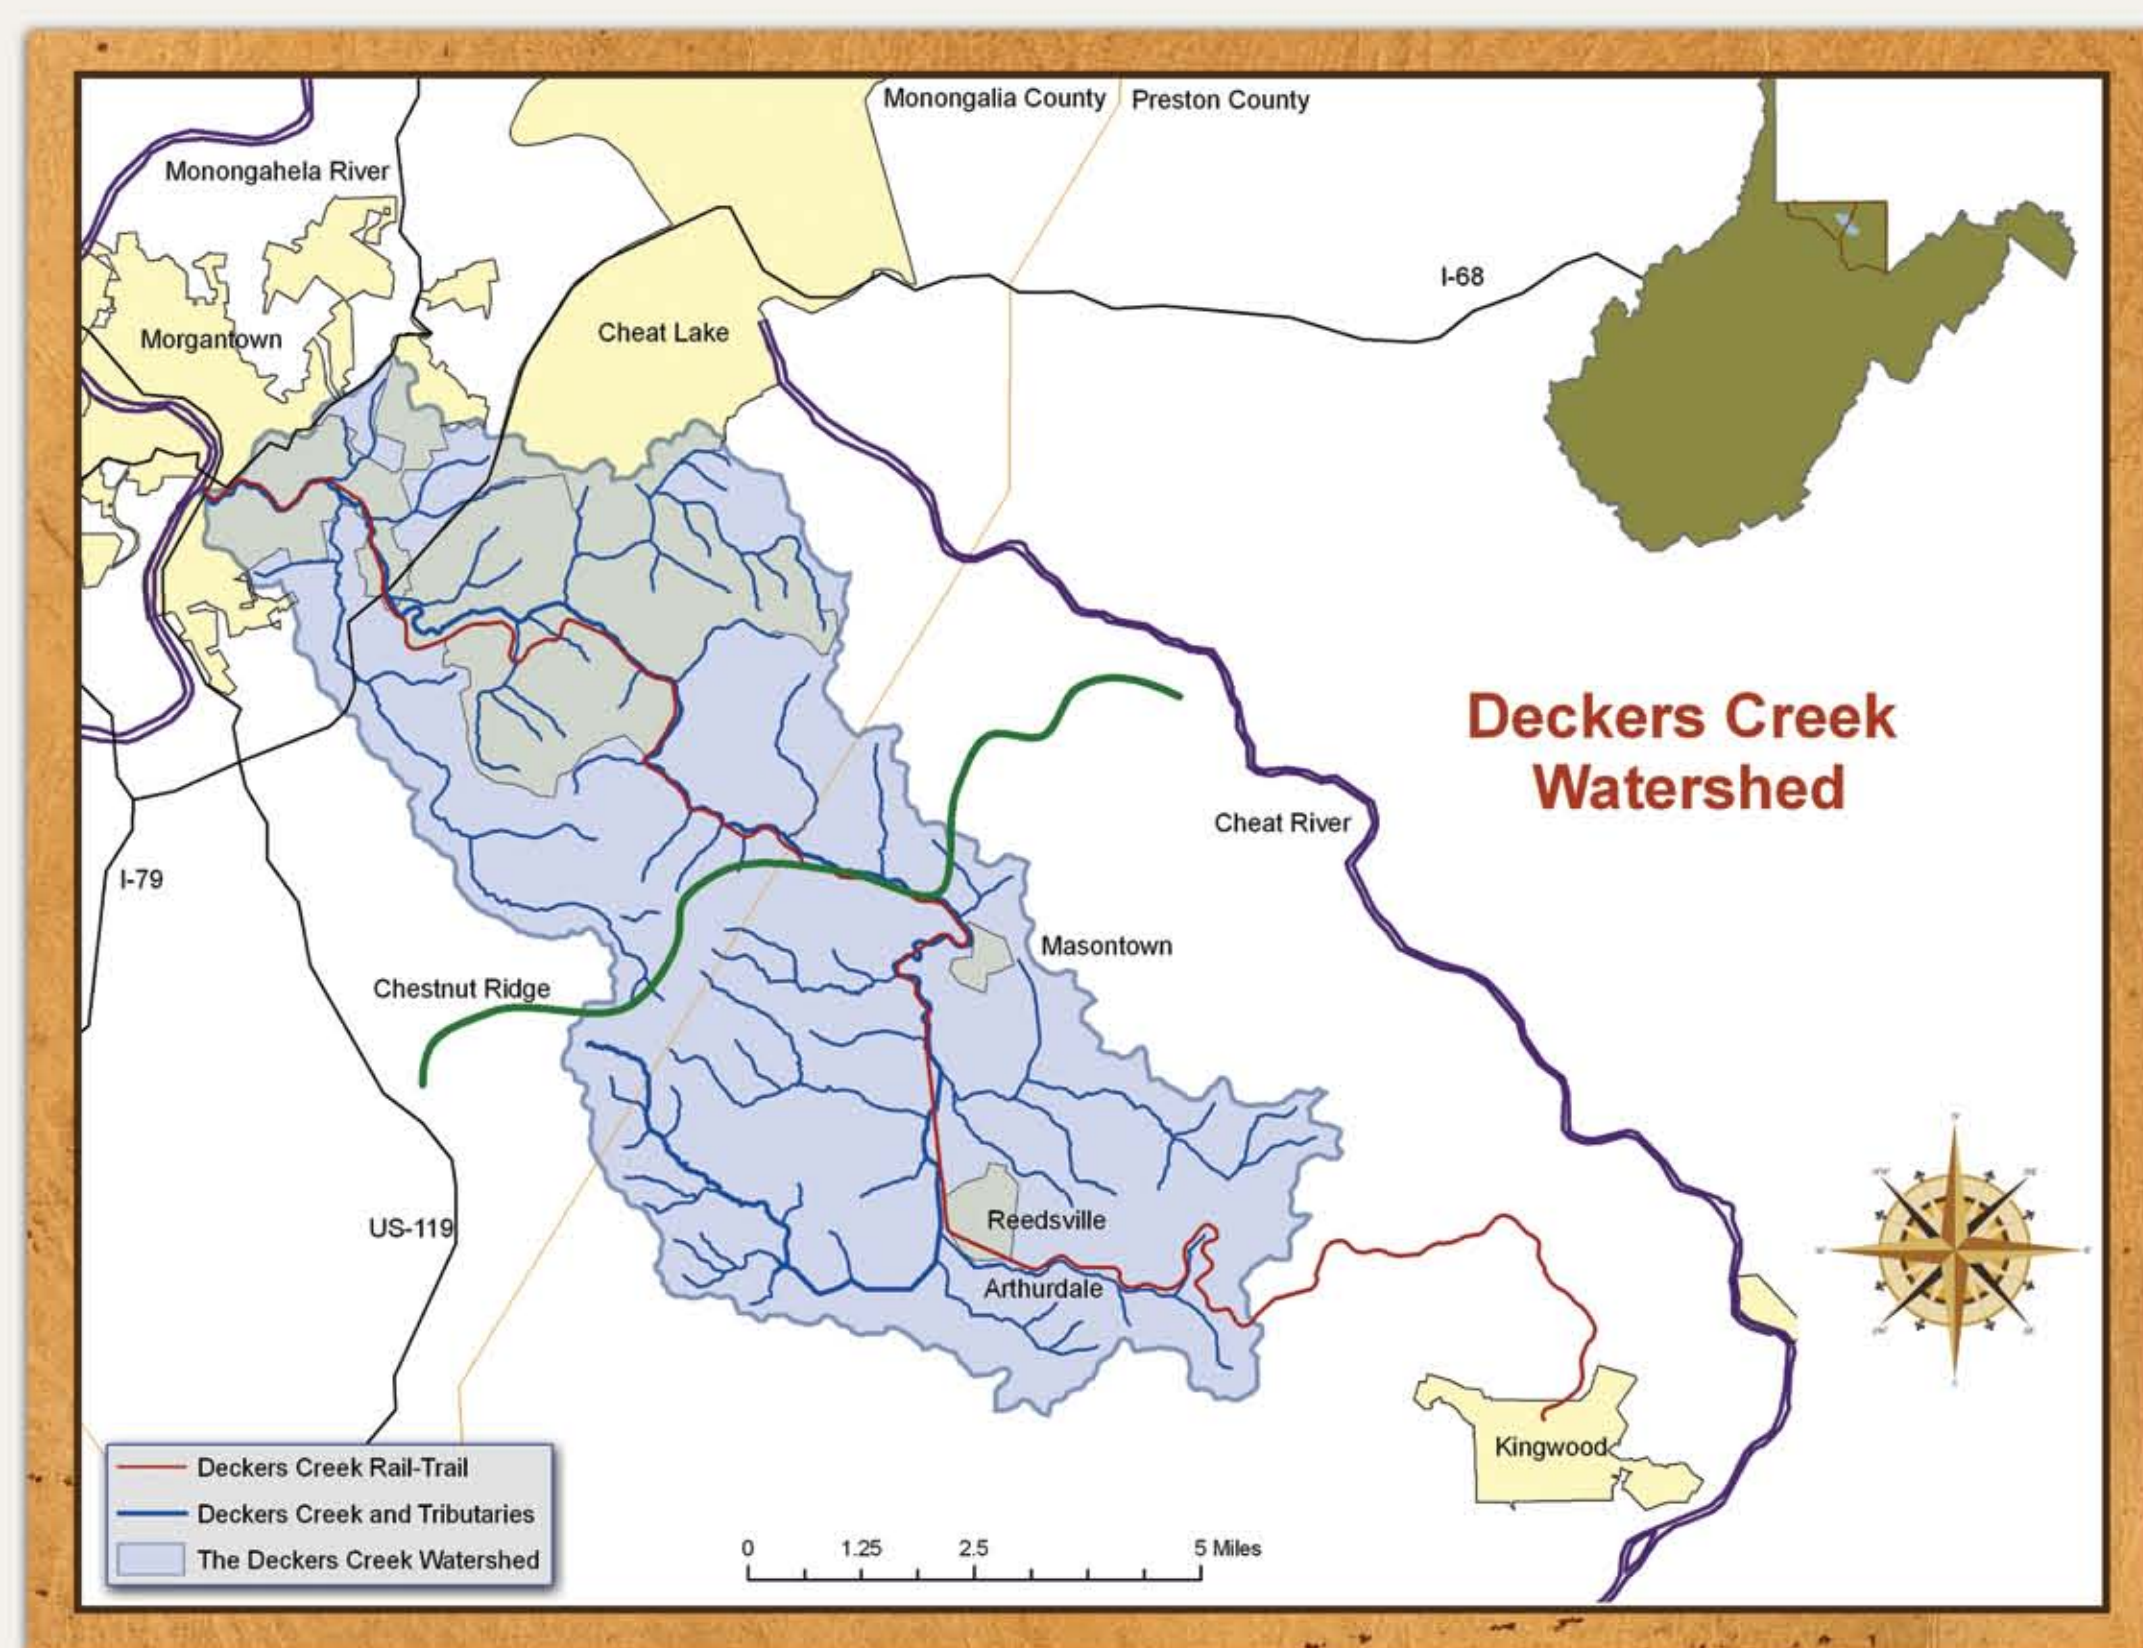 Monongalia County
Preston County
Monongahela River
I-68
Morgantown
Cheat Lake
Deckers Creek
Watershed
Cheat River
I-79
Masontown
Chestnut Ridge
US-119
Reedsville
Arthurdale
Kingwood
Deckers Creek Rail-Trail
Deckers Creek and Tributaries
The Deckers Creek Watershed
0 1.25 2.5 5 Miles